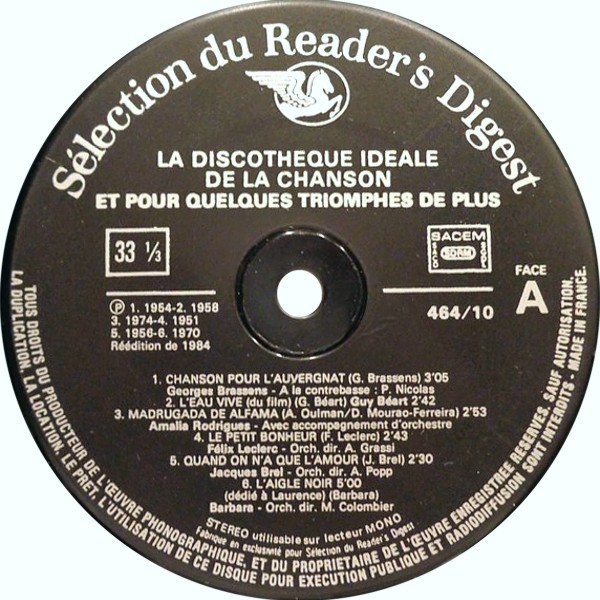 Sélection du Reader's Digest
LA DISCOTHEQUE IDEALE
DE LA CHANSON
ET POUR QUELQUES TRIOMPHES DE PLUS
33 ⅓
SACEM
SACD
SDRM
SGDL
FACE
A
464/10
Ⓟ 1. 1954-2. 1958
3. 1974-4. 1951
5. 1956-6. 1970
Réédition de 1984
1. CHANSON POUR L'AUVERGNAT (G. Brassens) 3'05
Georges Brassens - A la contrebasse : P. Nicolas
2. L'EAU VIVE (du film) (G. Béart) Guy Béart 2'42
3. MADRUGADA DE ALFAMA (A. Oulman/D. Mourao-Ferreira) 2'53
Amalia Rodrigues - Avec accompagnement d'orchestre
4. LE PETIT BONHEUR (F. Leclerc) 2'43
Félix Leclerc - Orch. dir. A. Grassi
5. QUAND ON N'A QUE L'AMOUR (J. Brel) 2'30
Jacques Brel - Orch. dir. A. Popp
6. L'AIGLE NOIR 5'00
(dédié à Laurence) (Barbara)
Barbara - Orch. dir. M. Colombier
STEREO utilisable sur lecteur MONO
Fabriqué en exclusivité pour Sélection du Reader's Digest
TOUS DROITS DU PRODUCTEUR DE L'ŒUVRE PHONOGRAPHIQUE, ET DU PROPRIETAIRE DE L'ŒUVRE ENREGISTREE RESERVES, SAUF AUTORISATION,
LA DUPLICATION, LA LOCATION, LE PRET, L'UTILISATION DE CE DISQUE POUR EXECUTION PUBLIQUE ET RADIODIFFUSION SONT INTERDITS - MADE IN FRANCE.